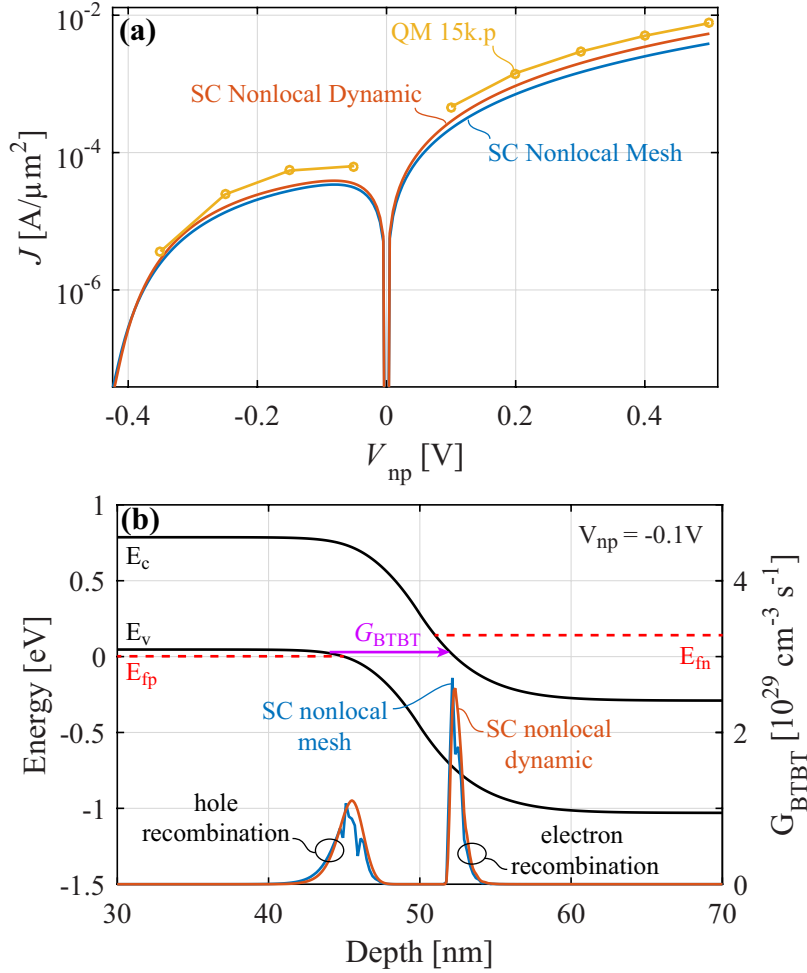 (a)
10^-2
QM 15k.p
SC Nonlocal Dynamic
SC Nonlocal Mesh
10^-4
10^-6
J [A/μm^2]
-0.4 -0.2 0 0.2 0.4
V_np [V]
(b)
V_np = -0.1V
1
0.5
0
-0.5
-1
-1.5
Energy [eV]
E_c
E_v
E_fp
G_BTBT
E_fn
SC nonlocal
mesh
SC nonlocal
dynamic
hole
recombination
electron
recombination
4
2
0
G_BTBT [10^29 cm^-3 s^-1]
30 40 50 60 70
Depth [nm]